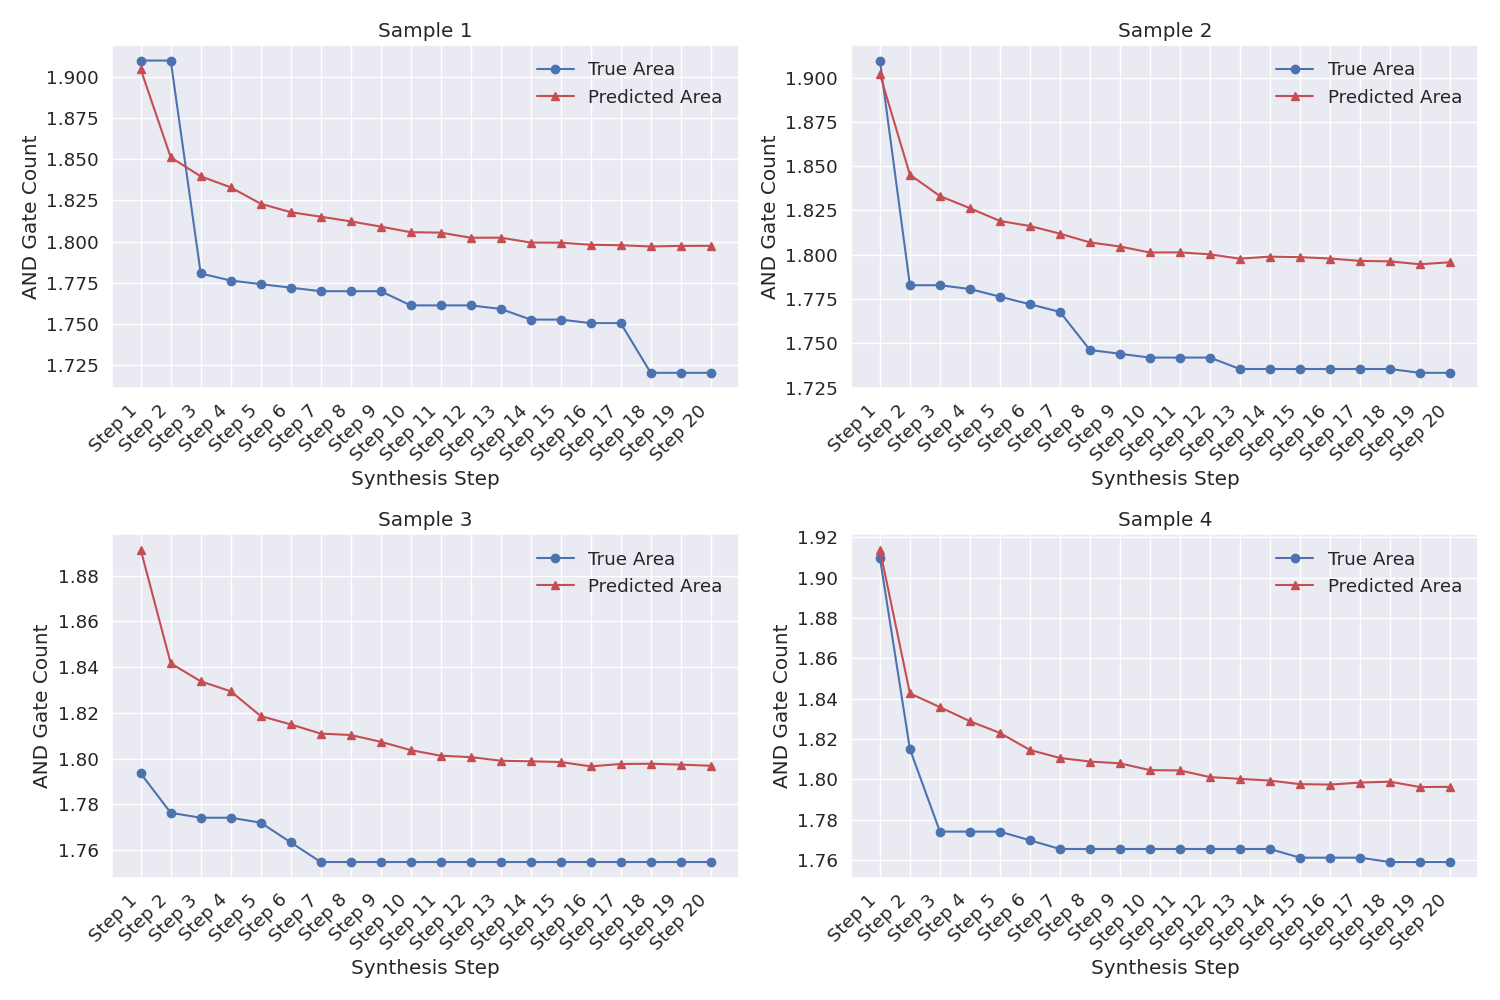 Sample 1
AND Gate Count
1.900
1.875
1.850
1.825
1.800
1.775
1.750
1.725
True Area
Predicted Area
Step 1
Step 2
Step 3
Step 4
Step 5
Step 6
Step 7
Step 8
Step 9
Step 10
Step 11
Step 12
Step 13
Step 14
Step 15
Step 16
Step 17
Step 18
Step 19
Step 20
Synthesis Step
Sample 2
AND Gate Count
1.900
1.875
1.850
1.825
1.800
1.775
1.750
1.725
True Area
Predicted Area
Step 1
Step 2
Step 3
Step 4
Step 5
Step 6
Step 7
Step 8
Step 9
Step 10
Step 11
Step 12
Step 13
Step 14
Step 15
Step 16
Step 17
Step 18
Step 19
Step 20
Synthesis Step
Sample 3
AND Gate Count
1.88
1.86
1.84
1.82
1.80
1.78
1.76
True Area
Predicted Area
Step 1
Step 2
Step 3
Step 4
Step 5
Step 6
Step 7
Step 8
Step 9
Step 10
Step 11
Step 12
Step 13
Step 14
Step 15
Step 16
Step 17
Step 18
Step 19
Step 20
Synthesis Step
Sample 4
AND Gate Count
1.92
1.90
1.88
1.86
1.84
1.82
1.80
1.78
1.76
True Area
Predicted Area
Step 1
Step 2
Step 3
Step 4
Step 5
Step 6
Step 7
Step 8
Step 9
Step 10
Step 11
Step 12
Step 13
Step 14
Step 15
Step 16
Step 17
Step 18
Step 19
Step 20
Synthesis Step